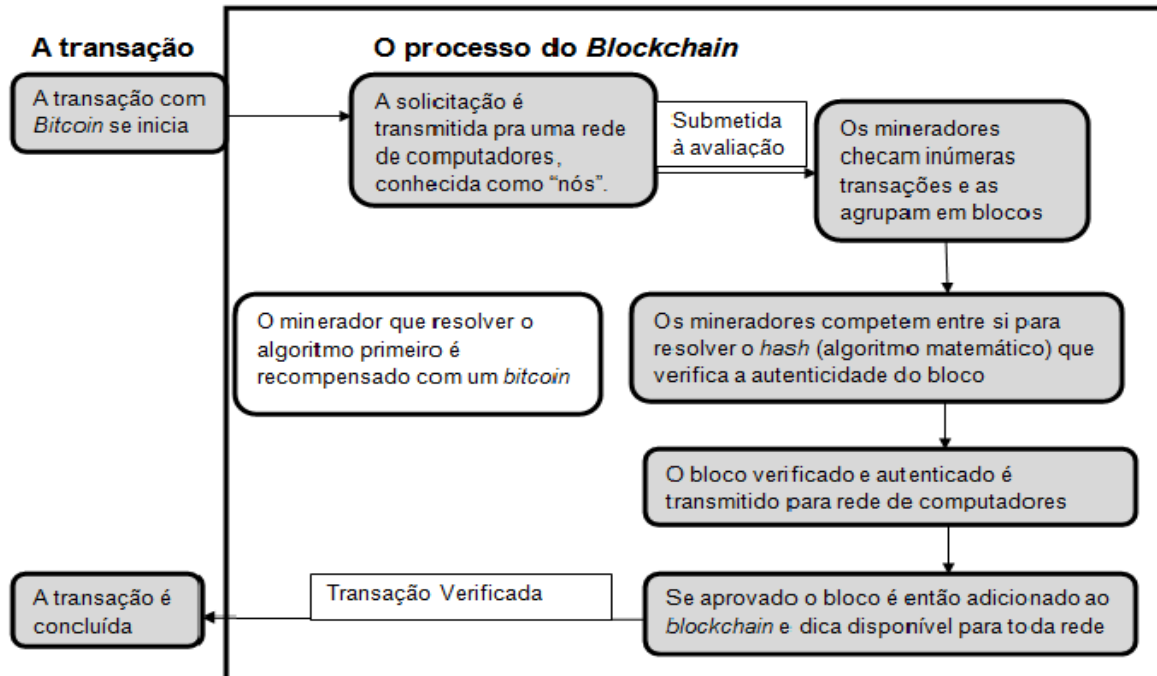 A transação
O processo do Blockchain
A transação com
Bitcoin se inicia
A solicitação é
transmitida pra uma rede
de computadores,
conhecida como “nós”.
Submetida
à avaliação
Os mineradores
checam inúmeras
transações e as
agrupam em blocos
O minerador que resolver o
algoritmo primeiro é
recompensado com um bitcoin
Os mineradores competem entre si para
resolver o hash (algoritmo matemático) que
verifica a autenticidade do bloco
O bloco verificado e autenticado é
transmitido para rede de computadores
A transação é
concluída
Transação Verificada
Se aprovado o bloco é então adicionado ao
blockchain e dica disponível para toda rede